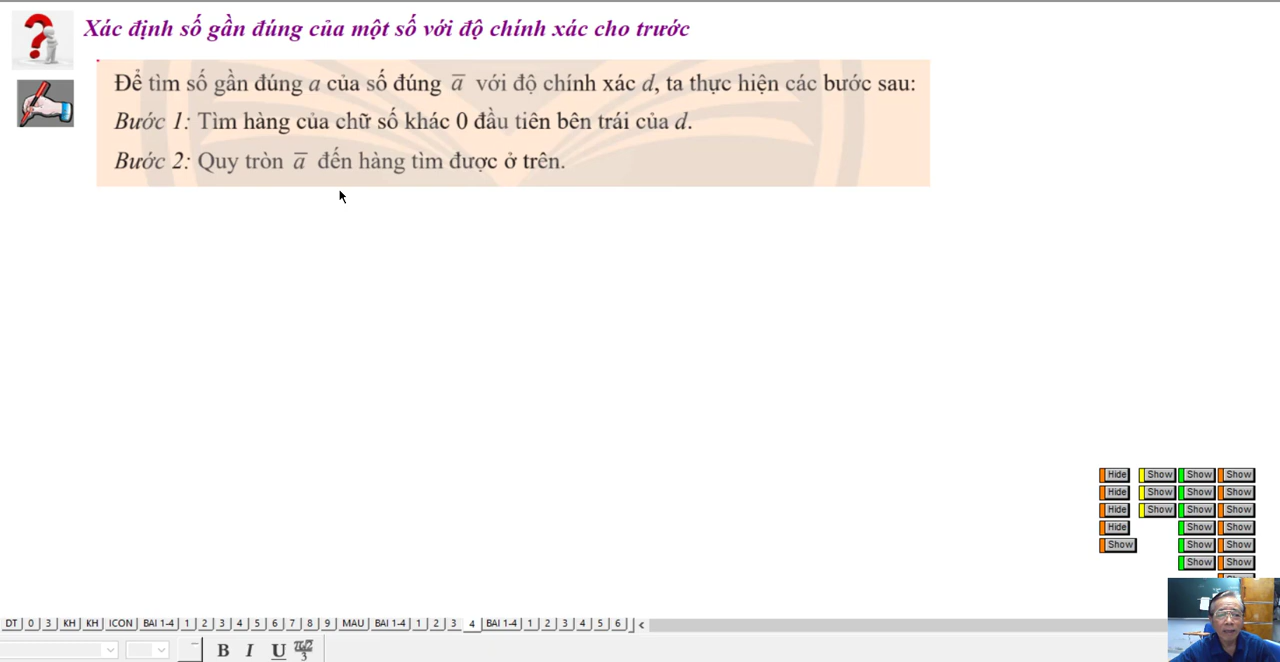 Xác định số gần đúng của một số với độ chính xác cho trước
Để tìm số gần đúng a của số đúng a̅ với độ chính xác d, ta thực hiện các bước sau:
Bước 1: Tìm hàng của chữ số khác 0 đầu tiên bên trái của d.
Bước 2: Quy tròn a̅ đến hàng tìm được ở trên.
Hide Show Show Show
Hide Show Show Show
Hide Show Show Show
Hide Show Show
Show Show Show
Show Show
DT 0 3 KH KH ICON BAI 1-4 1 2 3 4 5 6 7 8 9 MAU BAI 1-4 1 2 3 4 BAI 1-4 1 2 3 4 5 6 <
B I U